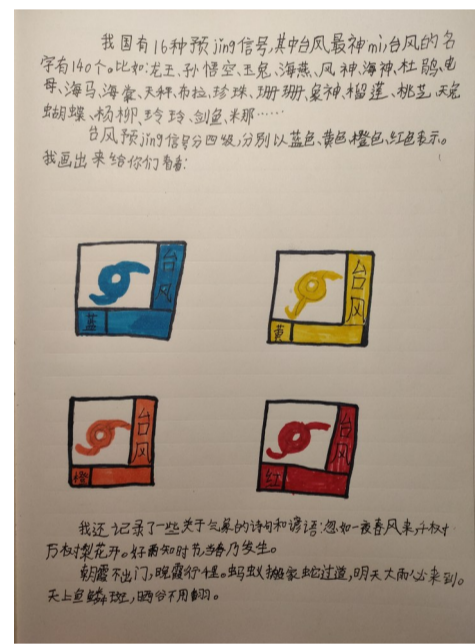 我国有16种预jing信号,其中台风最神mi,台风的名
字有140个。比如:龙王、孙悟空、玉兔、海燕、风神、海神、杜鹃、电
母、海马、海葵、天秤、布拉、珍珠、珊珊、象神、榴莲、桃芝、天兔
蝴蝶、杨柳、玲玲、剑鱼、米娜……
台风预jing信号分四级,分别以蓝色、黄色、橙色、红色表示。
我画出来给你们看看:
台风
蓝
台风
黄
台风
橙
台风
红
我还记录了一些关于气象的诗句和谚语:忽如一夜春风来,千树
万树梨花开。好雨知时节,当春乃发生。
朝霞不出门,晚霞行千里。蚂蚁搬家蛇过道,明天大雨必来到。
天上鱼鳞斑,晒谷不用翻。